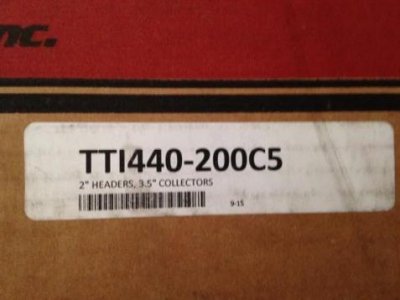 nc.
TTI440-200C5
2" HEADERS, 3.5" COLLECTORS
9-15